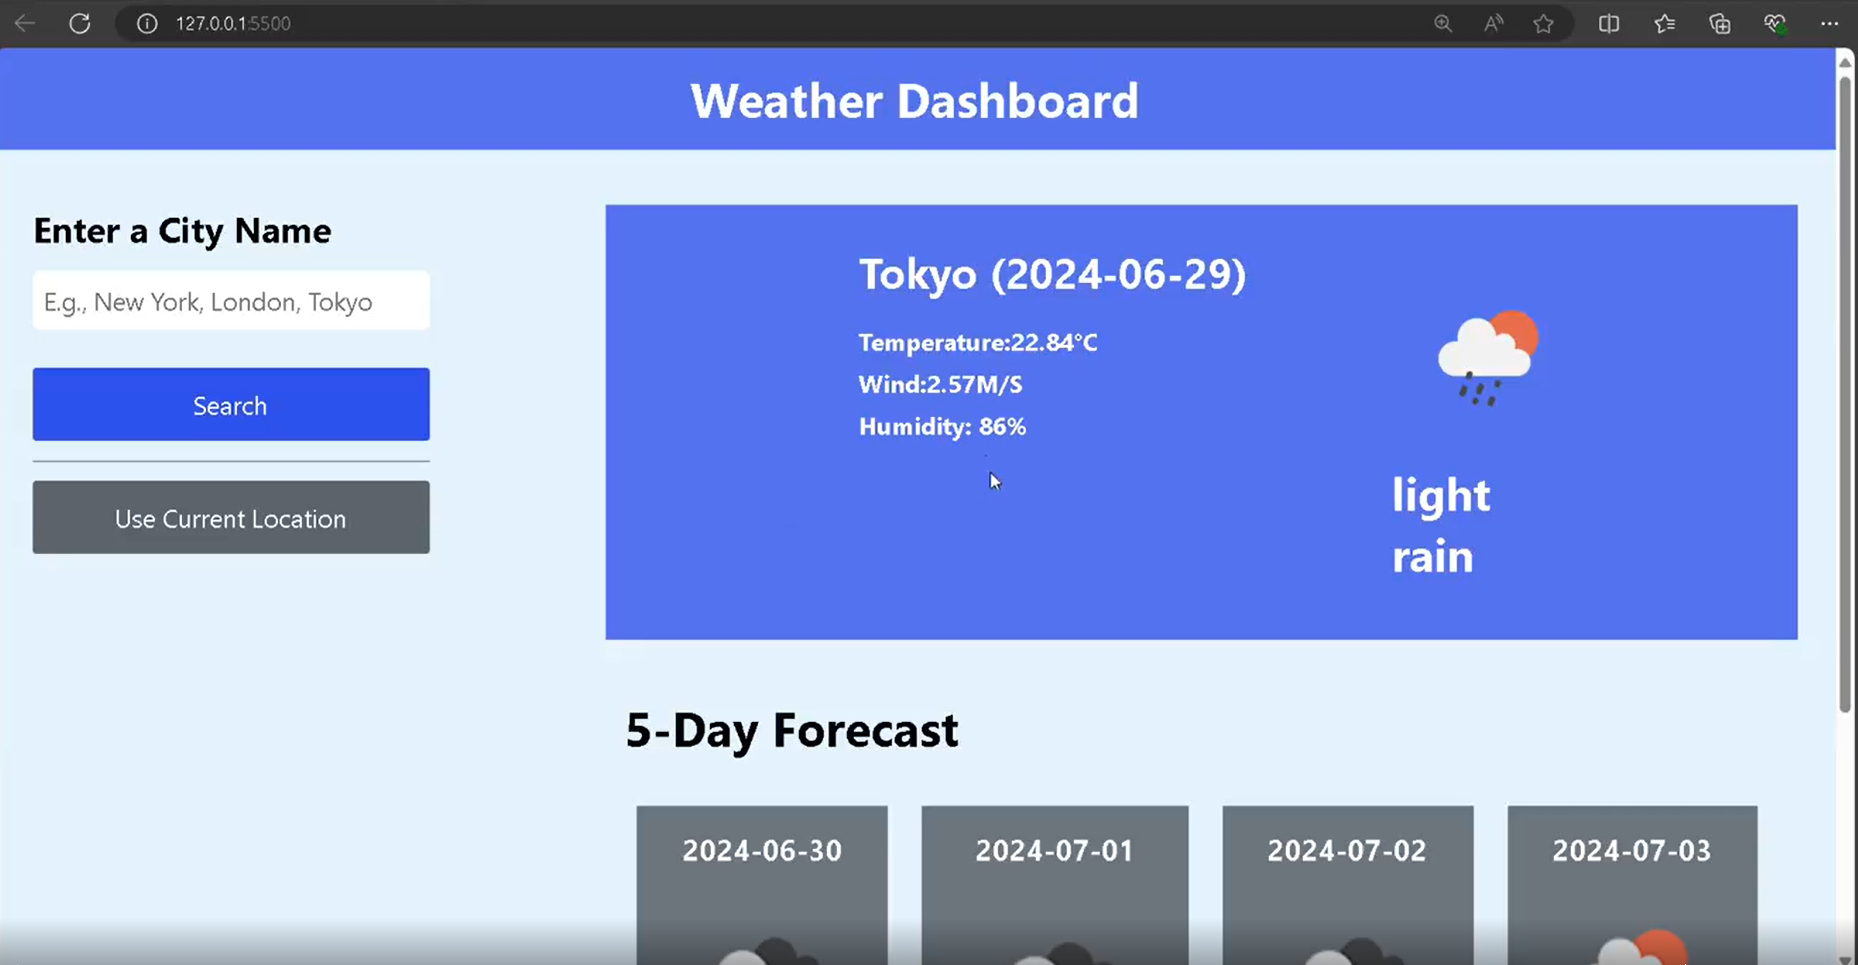 127.0.0.1:5500
Weather Dashboard
Enter a City Name
E.g., New York, London, Tokyo
Search
Use Current Location
Tokyo (2024-06-29)
Temperature:22.84°C
Wind:2.57M/S
Humidity: 86%
light
rain
5-Day Forecast
2024-06-30
2024-07-01
2024-07-02
2024-07-03